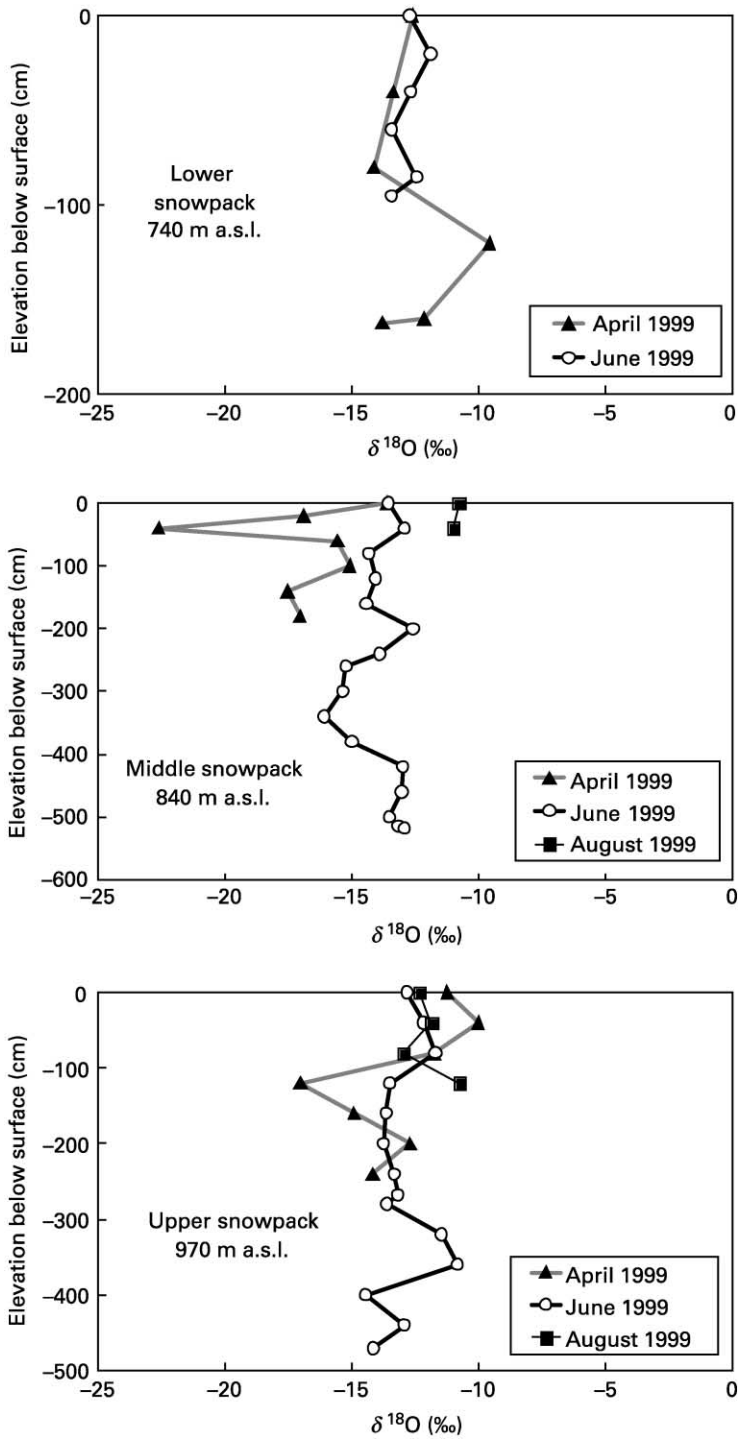 0
−100
−200
Elevation below surface (cm)
Lower
snowpack
740 m a.s.l.
April 1999
June 1999
−25 −20 −15 −10 −5 0
δ 18O (‰)
0
−100
−200
−300
−400
−500
−600
Elevation below surface (cm)
Middle snowpack
840 m a.s.l.
April 1999
June 1999
August 1999
−25 −20 −15 −10 −5 0
δ 18O (‰)
0
−100
−200
−300
−400
−500
Elevation below surface (cm)
Upper snowpack
970 m a.s.l.
April 1999
June 1999
August 1999
−25 −20 −15 −10 −5 0
δ 18O (‰)